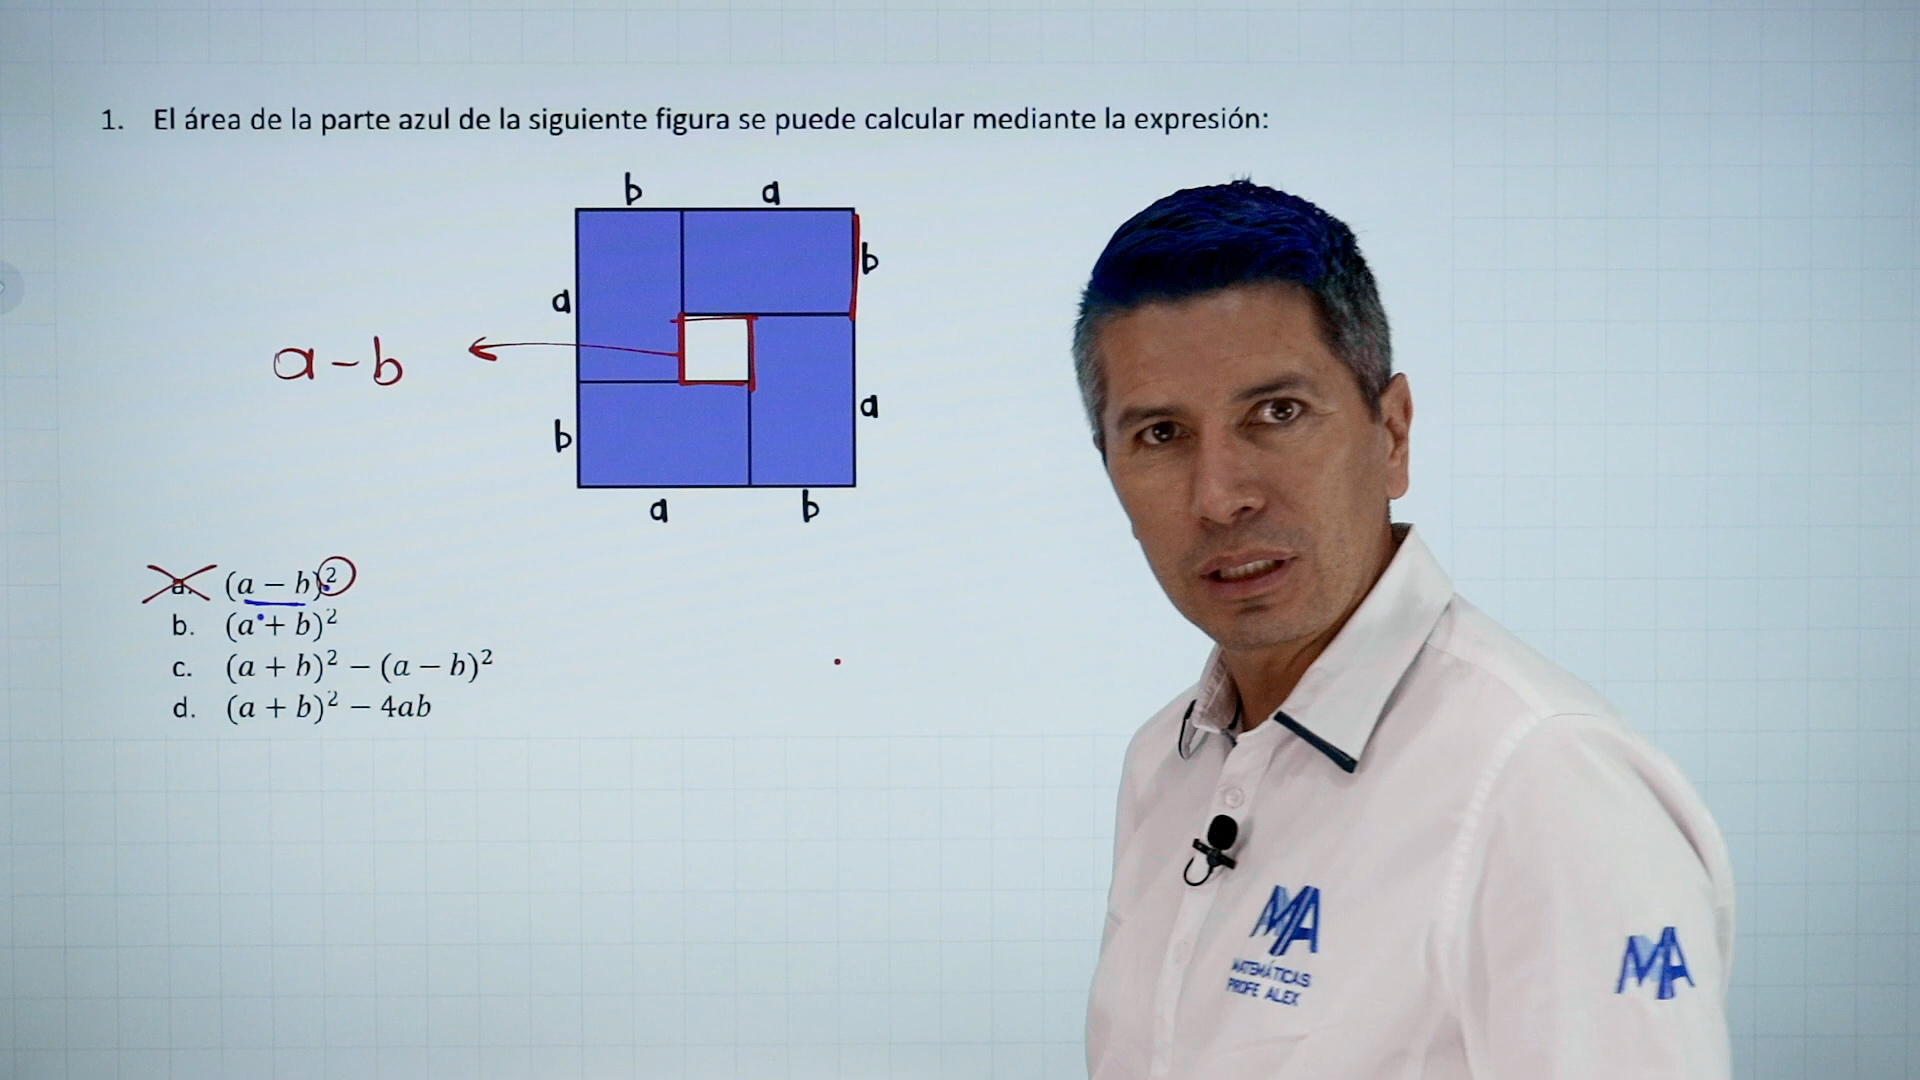 1. El área de la parte azul de la siguiente figura se puede calcular mediante la expresión:
b a
b
a
a - b
a
b
a b
a. (a − b)²
b. (a + b)²
c. (a + b)² − (a − b)²
d. (a + b)² − 4ab
MA
MATEMÁTICAS
PROFE ALEX
MA